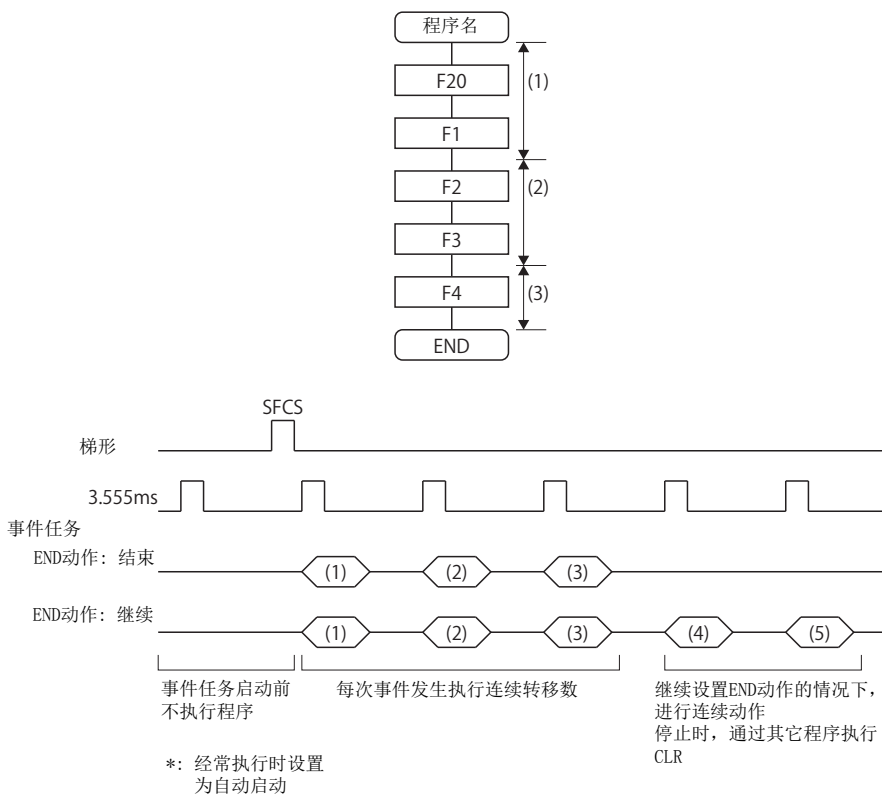 程序名
F20
(1)
F1
F2
(2)
F3
F4
(3)
END
SFCS
梯形
3.555ms
事件任务
END动作: 结束
(1)
(2)
(3)
END动作: 继续
(1)
(2)
(3)
(4)
(5)
事件任务启动前
不执行程序
每次事件发生执行连续转移数
继续设置END动作的情况下,
进行连续动作
停止时, 通过其它程序执行
CLR
*: 经常执行时设置
为自动启动